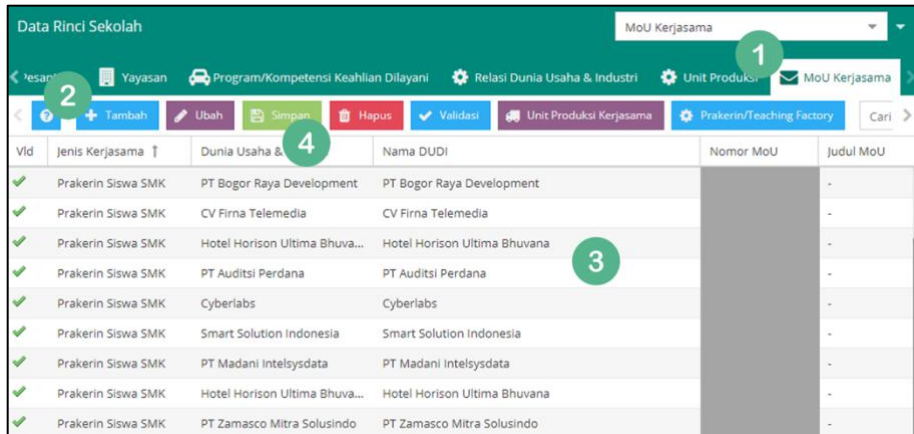 Data Rinci Sekolah MoU Kerjasama
1
Yayasan Program/Kompetensi Keahlian Dilayani Relasi Dunia Usaha & Industri Unit Produksi MoU Kerjasama
2
Tambah Ubah Simpan Hapus Validasi Unit Produksi Kerjasama Prakerin/Teaching Factory Cari
4
Vld Jenis Kerjasama ↑ Dunia Usaha & Nama DUDI Nomor MoU Judul MoU
Prakerin Siswa SMK PT Bogor Raya Development PT Bogor Raya Development -
Prakerin Siswa SMK CV Firna Telemedia CV Firna Telemedia -
Prakerin Siswa SMK Hotel Horison Ultima Bhuva... Hotel Horison Ultima Bhuvana -
3
Prakerin Siswa SMK PT Auditsi Perdana PT Auditsi Perdana -
Prakerin Siswa SMK Cyberlabs Cyberlabs -
Prakerin Siswa SMK Smart Solution Indonesia Smart Solution Indonesia -
Prakerin Siswa SMK PT Madani Intelsysdata PT Madani Intelsysdata -
Prakerin Siswa SMK Hotel Horison Ultima Bhuva... Hotel Horison Ultima Bhuvana -
Prakerin Siswa SMK PT Zamasco Mitra Solusindo PT Zamasco Mitra Solusindo -